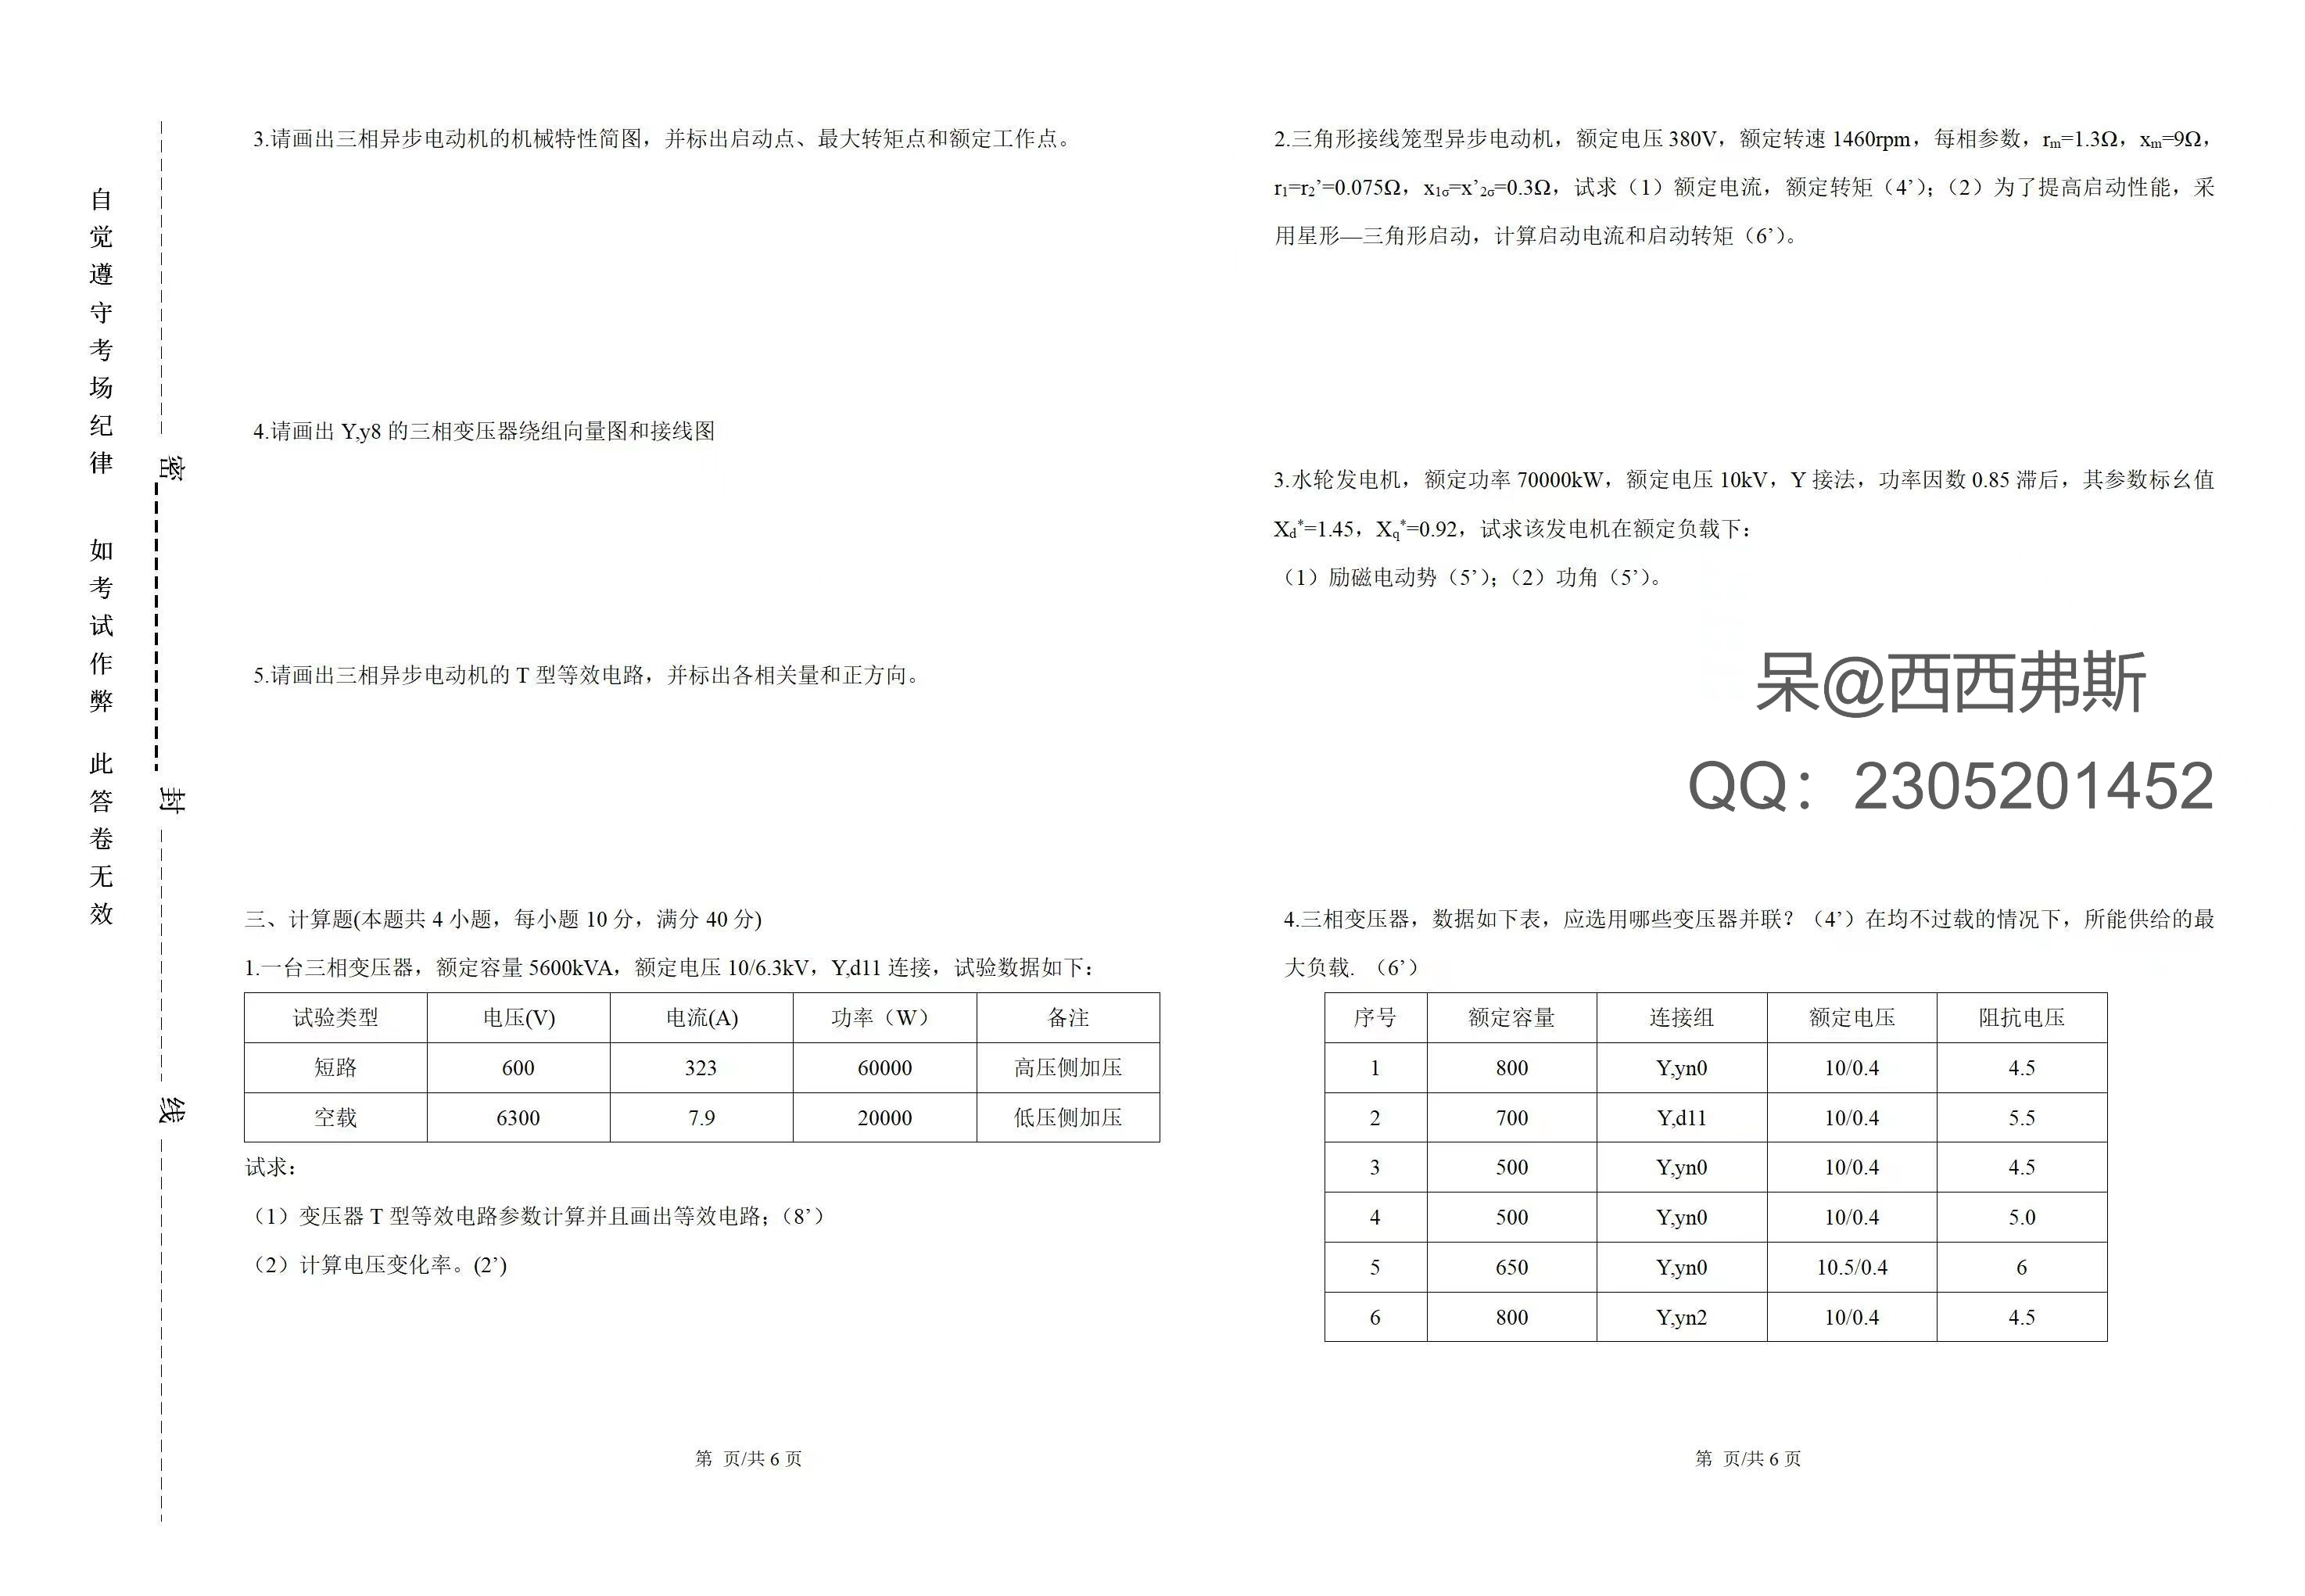 自觉遵守考场纪律 如考试作弊 此答卷无效
密
封
线
3.请画出三相异步电动机的机械特性简图，并标出启动点、最大转矩点和额定工作点。
4.请画出 Y,y8 的三相变压器绕组向量图和接线图
5.请画出三相异步电动机的 T 型等效电路，并标出各相关量和正方向。
三、计算题(本题共 4 小题，每小题 10 分，满分 40 分)
1.一台三相变压器，额定容量 5600kVA，额定电压 10/6.3kV，Y,d11 连接，试验数据如下：
试验类型 电压(V) 电流(A) 功率（W） 备注
短路 600 323 60000 高压侧加压
空载 6300 7.9 20000 低压侧加压
试求：
（1）变压器 T 型等效电路参数计算并且画出等效电路；（8’）
（2）计算电压变化率。(2’)
第 页/共 6 页
2.三角形接线笼型异步电动机，额定电压 380V，额定转速 1460rpm，每相参数，rm=1.3Ω，xm=9Ω，
r1=r2’=0.075Ω，x1σ=x’2σ=0.3Ω，试求（1）额定电流，额定转矩（4’）；（2）为了提高启动性能，采
用星形—三角形启动，计算启动电流和启动转矩（6’）。
3.水轮发电机，额定功率 70000kW，额定电压 10kV，Y 接法，功率因数 0.85 滞后，其参数标幺值
Xd*=1.45，Xq*=0.92，试求该发电机在额定负载下：
（1）励磁电动势（5’）；（2）功角（5’）。
呆@西西弗斯
QQ：2305201452
4.三相变压器，数据如下表，应选用哪些变压器并联？（4’）在均不过载的情况下，所能供给的最
大负载. （6’）
序号 额定容量 连接组 额定电压 阻抗电压
1 800 Y,yn0 10/0.4 4.5
2 700 Y,d11 10/0.4 5.5
3 500 Y,yn0 10/0.4 4.5
4 500 Y,yn0 10/0.4 5.0
5 650 Y,yn0 10.5/0.4 6
6 800 Y,yn2 10/0.4 4.5
第 页/共 6 页